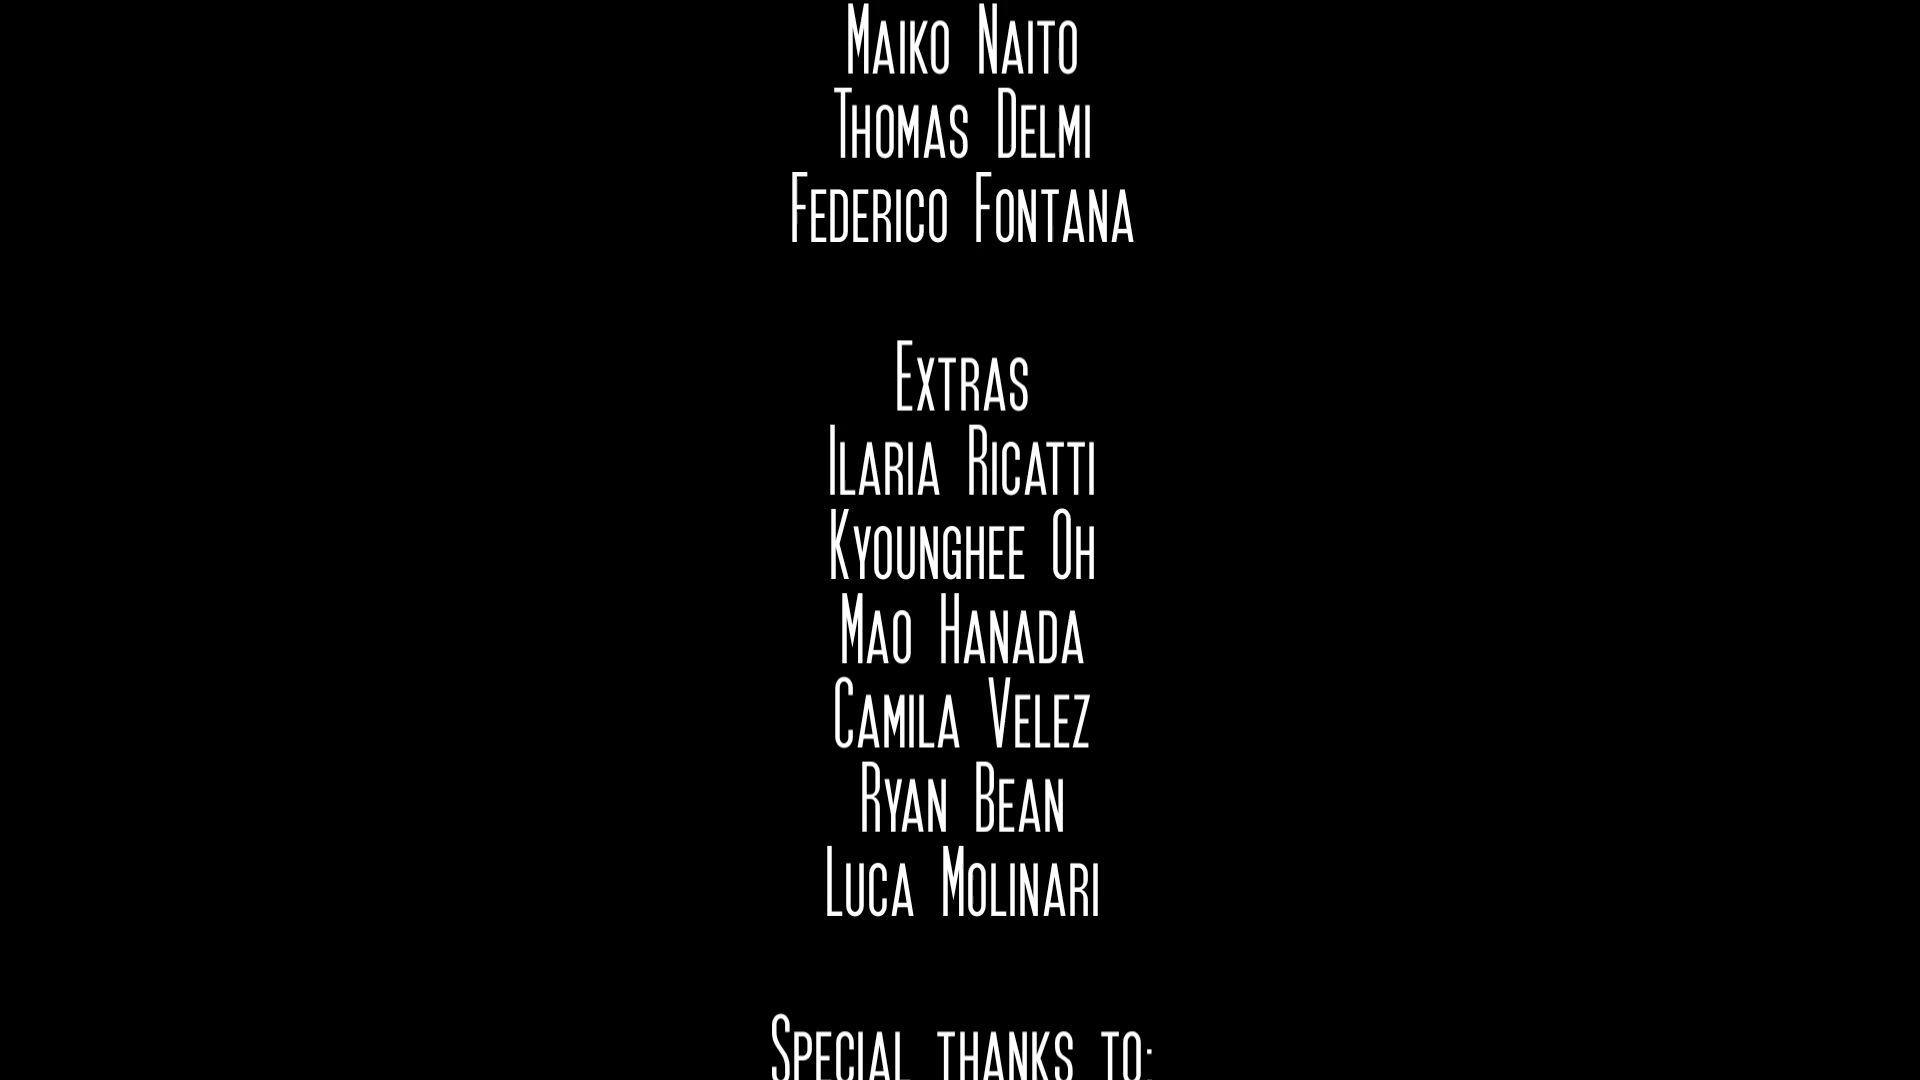 Maiko Naito
Thomas Delmi
Federico Fontana
Extras
Ilaria Ricatti
Kyounghee Oh
Mao Hanada
Camila Velez
Ryan Bean
Luca Molinari
Special thanks to: